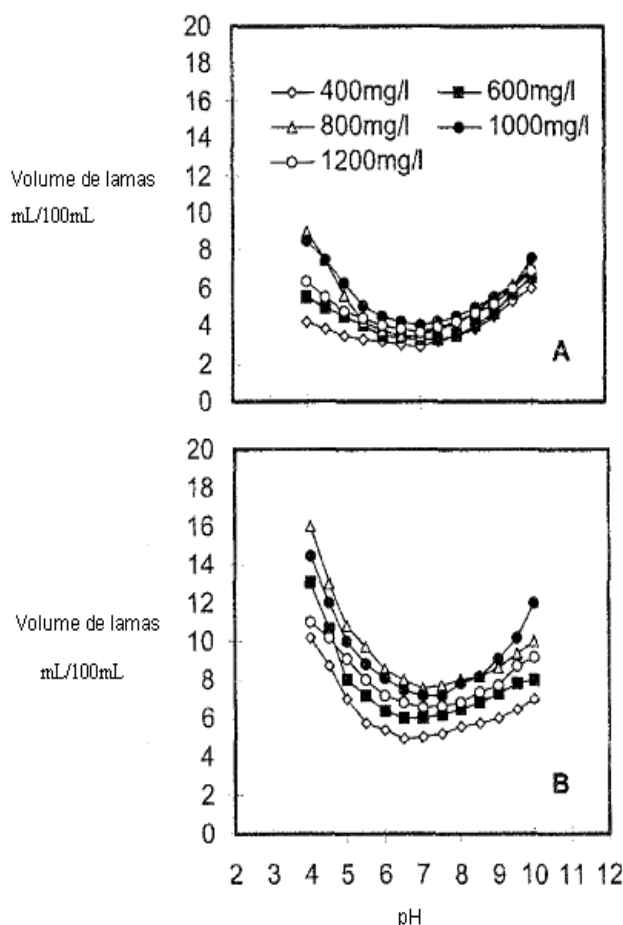 20
18
16
14
12
10
8
6
4
2
0
400mg/l 600mg/l
800mg/l 1000mg/l
1200mg/l
Volume de lamas
mL/100mL
A
20
18
16
14
12
10
8
6
4
2
0
Volume de lamas
mL/100mL
B
2 3 4 5 6 7 8 9 10 11 12
pH